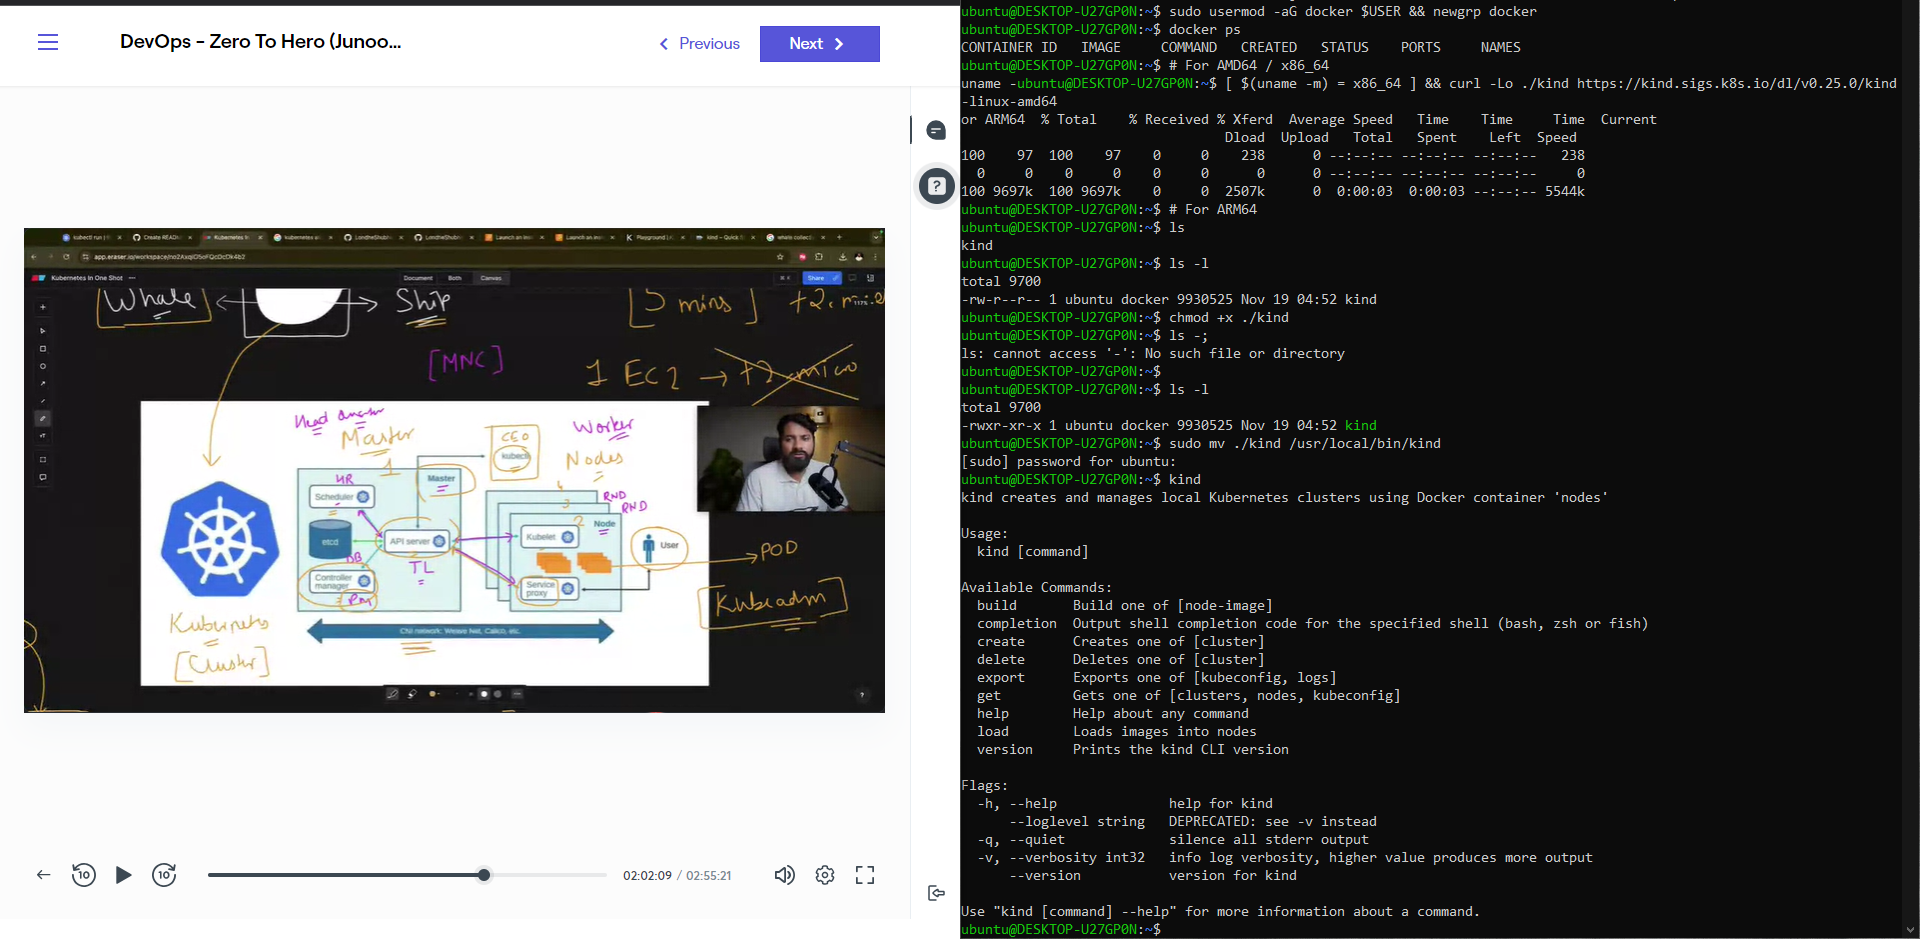 DevOps - Zero To Hero (Junoo...
Previous
Next
kubectl run
Kubernetes In One Shot
Document
Both
Canvas
Share
Whale
Ship
[5 mins]
[MNC]
1 EC2 → t2.micro
Master
1
CEO
kubectl
Worker
Nodes
HR
Scheduler
Master
RND
RND
etcd
API server
2
Node
Kubelet
User
POD
DB
TL
Controller
manager
PM
Service
proxy
Kubeadm
Kubernetes
[Cluster]
CNI network: Weave Net, Calico, etc.
10
10
02:02:09 / 02:55:21
ubuntu@DESKTOP-U27GP0N:~$ sudo usermod -aG docker $USER && newgrp docker
ubuntu@DESKTOP-U27GP0N:~$ docker ps
CONTAINER ID   IMAGE     COMMAND   CREATED   STATUS    PORTS     NAMES
ubuntu@DESKTOP-U27GP0N:~$ # For AMD64 / x86_64
uname -ubuntu@DESKTOP-U27GP0N:~$ [ $(uname -m) = x86_64 ] && curl -Lo ./kind https://kind.sigs.k8s.io/dl/v0.25.0/kind
-linux-amd64
or ARM64  % Total    % Received % Xferd  Average Speed   Time    Time     Time  Current
Dload  Upload   Total   Spent    Left  Speed
100    97  100    97    0     0    238      0 --:--:-- --:--:-- --:--:--   238
0     0    0     0    0     0      0      0 --:--:-- --:--:-- --:--:--     0
100 9697k  100 9697k    0     0  2507k      0  0:00:03  0:00:03 --:--:-- 5544k
ubuntu@DESKTOP-U27GP0N:~$ # For ARM64
ubuntu@DESKTOP-U27GP0N:~$ ls
kind
ubuntu@DESKTOP-U27GP0N:~$ ls -l
total 9700
-rw-r--r-- 1 ubuntu docker 9930525 Nov 19 04:52 kind
ubuntu@DESKTOP-U27GP0N:~$ chmod +x ./kind
ubuntu@DESKTOP-U27GP0N:~$ ls -;
ls: cannot access '-': No such file or directory
ubuntu@DESKTOP-U27GP0N:~$
ubuntu@DESKTOP-U27GP0N:~$ ls -l
total 9700
-rwxr-xr-x 1 ubuntu docker 9930525 Nov 19 04:52 kind
ubuntu@DESKTOP-U27GP0N:~$ sudo mv ./kind /usr/local/bin/kind
[sudo] password for ubuntu:
ubuntu@DESKTOP-U27GP0N:~$ kind
kind creates and manages local Kubernetes clusters using Docker container 'nodes'
Usage:
kind [command]
Available Commands:
build       Build one of [node-image]
completion  Output shell completion code for the specified shell (bash, zsh or fish)
create      Creates one of [cluster]
delete      Deletes one of [cluster]
export      Exports one of [kubeconfig, logs]
get         Gets one of [clusters, nodes, kubeconfig]
help        Help about any command
load        Loads images into nodes
version     Prints the kind CLI version
Flags:
-h, --help              help for kind
--loglevel string   DEPRECATED: see -v instead
-q, --quiet             silence all stderr output
-v, --verbosity int32   info log verbosity, higher value produces more output
--version           version for kind
Use "kind [command] --help" for more information about a command.
ubuntu@DESKTOP-U27GP0N:~$